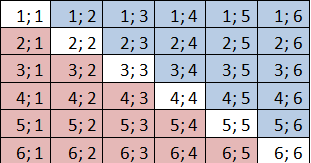 1; 1 1; 2 1; 3 1; 4 1; 5 1; 6
2; 1 2; 2 2; 3 2; 4 2; 5 2; 6
3; 1 3; 2 3; 3 3; 4 3; 5 3; 6
4; 1 4; 2 4; 3 4; 4 4; 5 4; 6
5; 1 5; 2 5; 3 5; 4 5; 5 5; 6
6; 1 6; 2 6; 3 6; 4 6; 5 6; 6